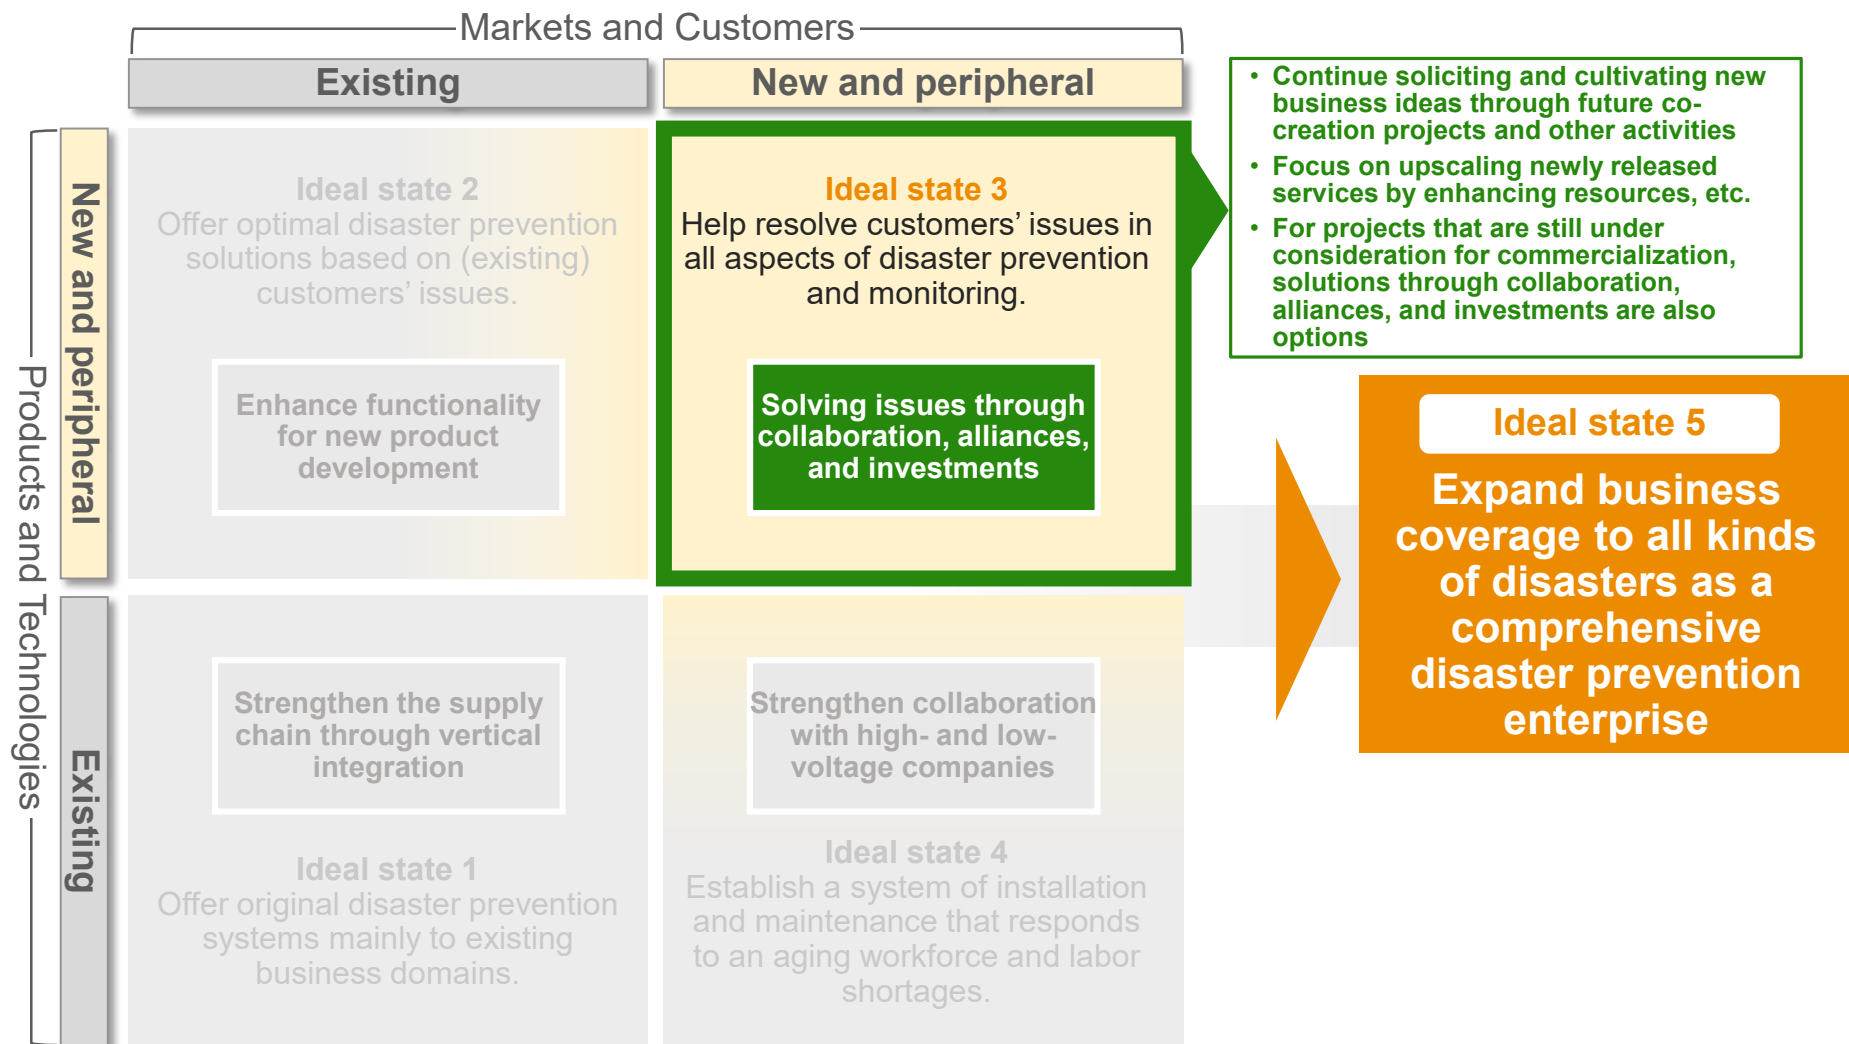 Markets and Customers
Existing
New and peripheral
Products and Technologies
New and peripheral
Existing
Ideal state 2
Offer optimal disaster prevention
solutions based on (existing)
customers’ issues.
Enhance functionality
for new product
development
Ideal state 3
Help resolve customers’ issues in
all aspects of disaster prevention
and monitoring.
Solving issues through
collaboration, alliances,
and investments
• Continue soliciting and cultivating new
business ideas through future co-
creation projects and other activities
• Focus on upscaling newly released
services by enhancing resources, etc.
• For projects that are still under
consideration for commercialization,
solutions through collaboration,
alliances, and investments are also
options
Strengthen the supply
chain through vertical
integration
Ideal state 1
Offer original disaster prevention
systems mainly to existing
business domains.
Strengthen collaboration
with high- and low-
voltage companies
Ideal state 4
Establish a system of installation
and maintenance that responds
to an aging workforce and labor
shortages.
Ideal state 5
Expand business
coverage to all kinds
of disasters as a
comprehensive
disaster prevention
enterprise